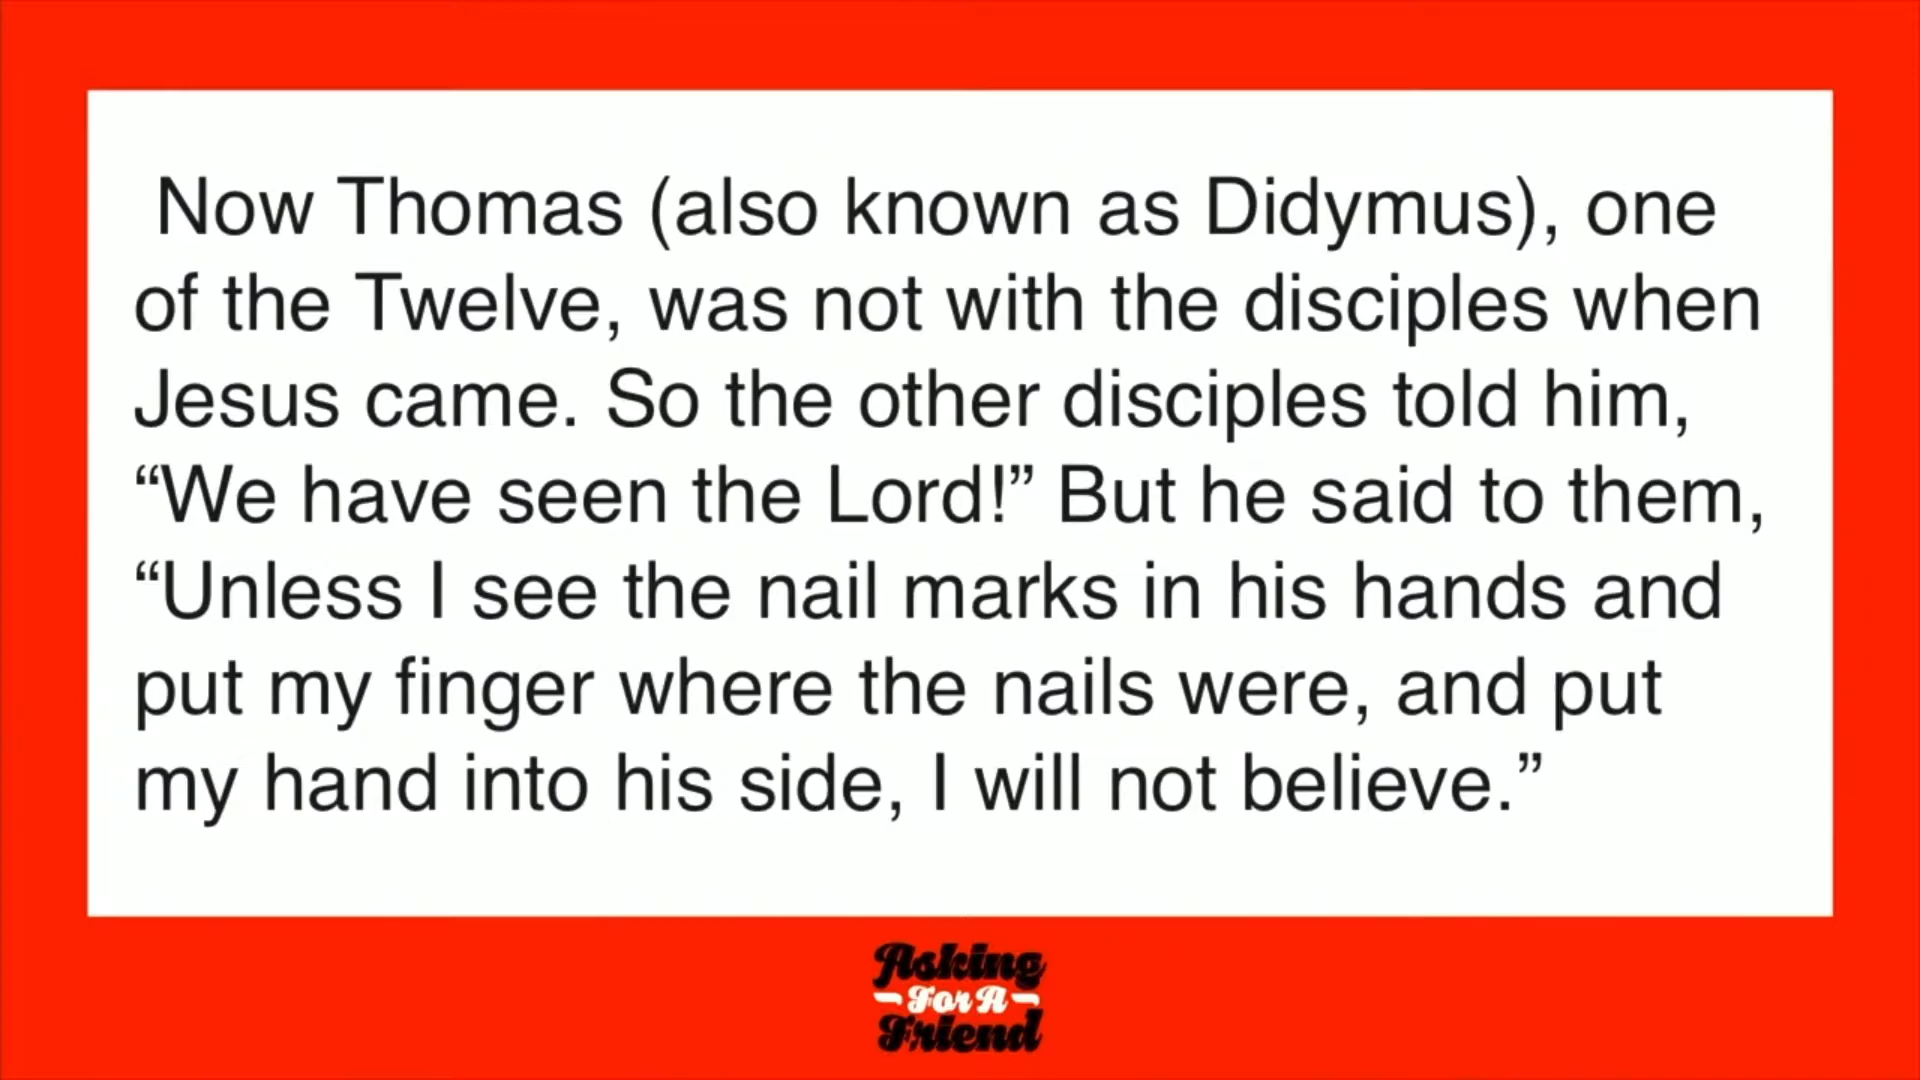 Now Thomas (also known as Didymus), one
of the Twelve, was not with the disciples when
Jesus came. So the other disciples told him,
“We have seen the Lord!” But he said to them,
“Unless I see the nail marks in his hands and
put my finger where the nails were, and put
my hand into his side, I will not believe.”
Asking
For A
Friend